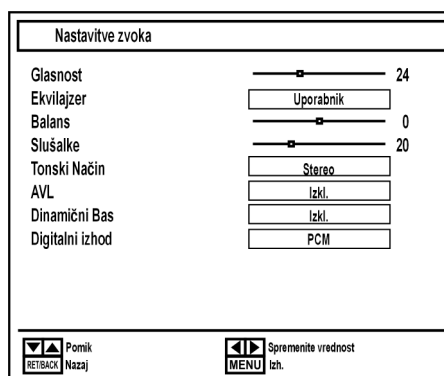 Nastavitve zvoka
Glasnost 24
Ekvilajzer Uporabnik
Balans 0
Slušalke 20
Tonski Način Stereo
AVL Izkl.
Dinamični Bas Izkl.
Digitalni izhod PCM
Pomik Spremenite vrednost
RET/BACK Nazaj MENU Izh.